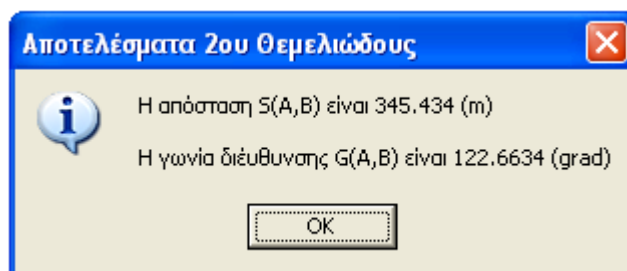 Αποτελέσματα 2ου Θεμελιώδους
Η απόσταση S(A,B) είναι 345.434 (m)
Η γωνία διέυθυνσης G(A,B) είναι 122.6634 (grad)
OK